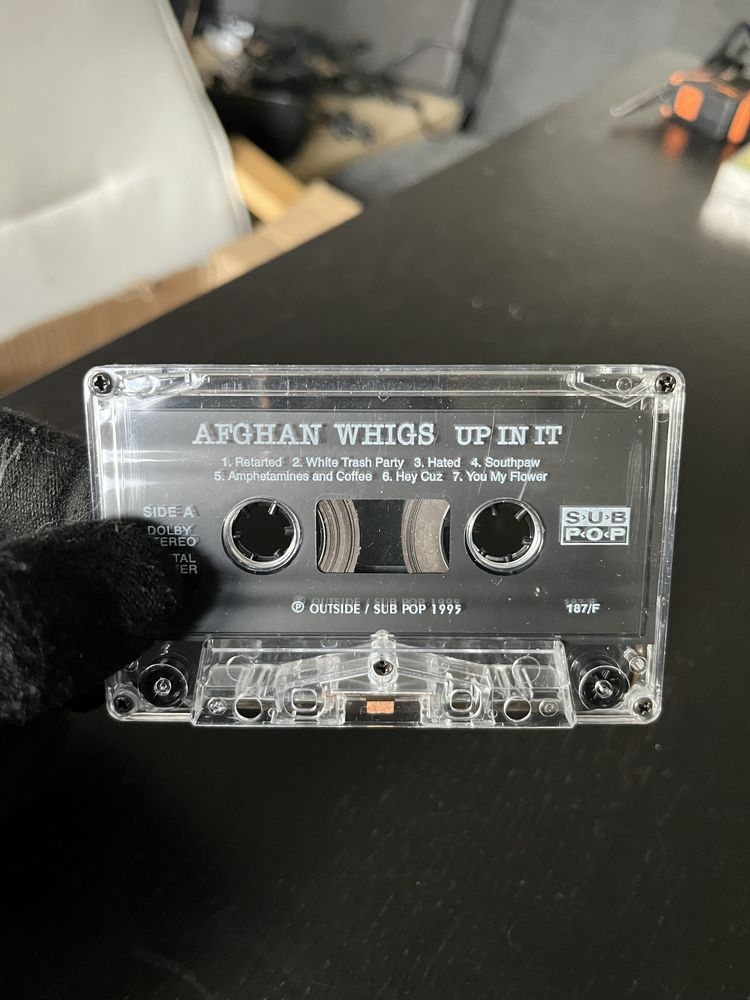 AFGHAN WHIGS UP IN IT
1. Retarted 2. White Trash Party 3. Hated 4. Southpaw
5. Amphetamines and Coffee 6. Hey Cuz 7. You My Flower
SIDE A
DOLBY
SUB
POP
℗ OUTSIDE / SUB POP 1995
187/F